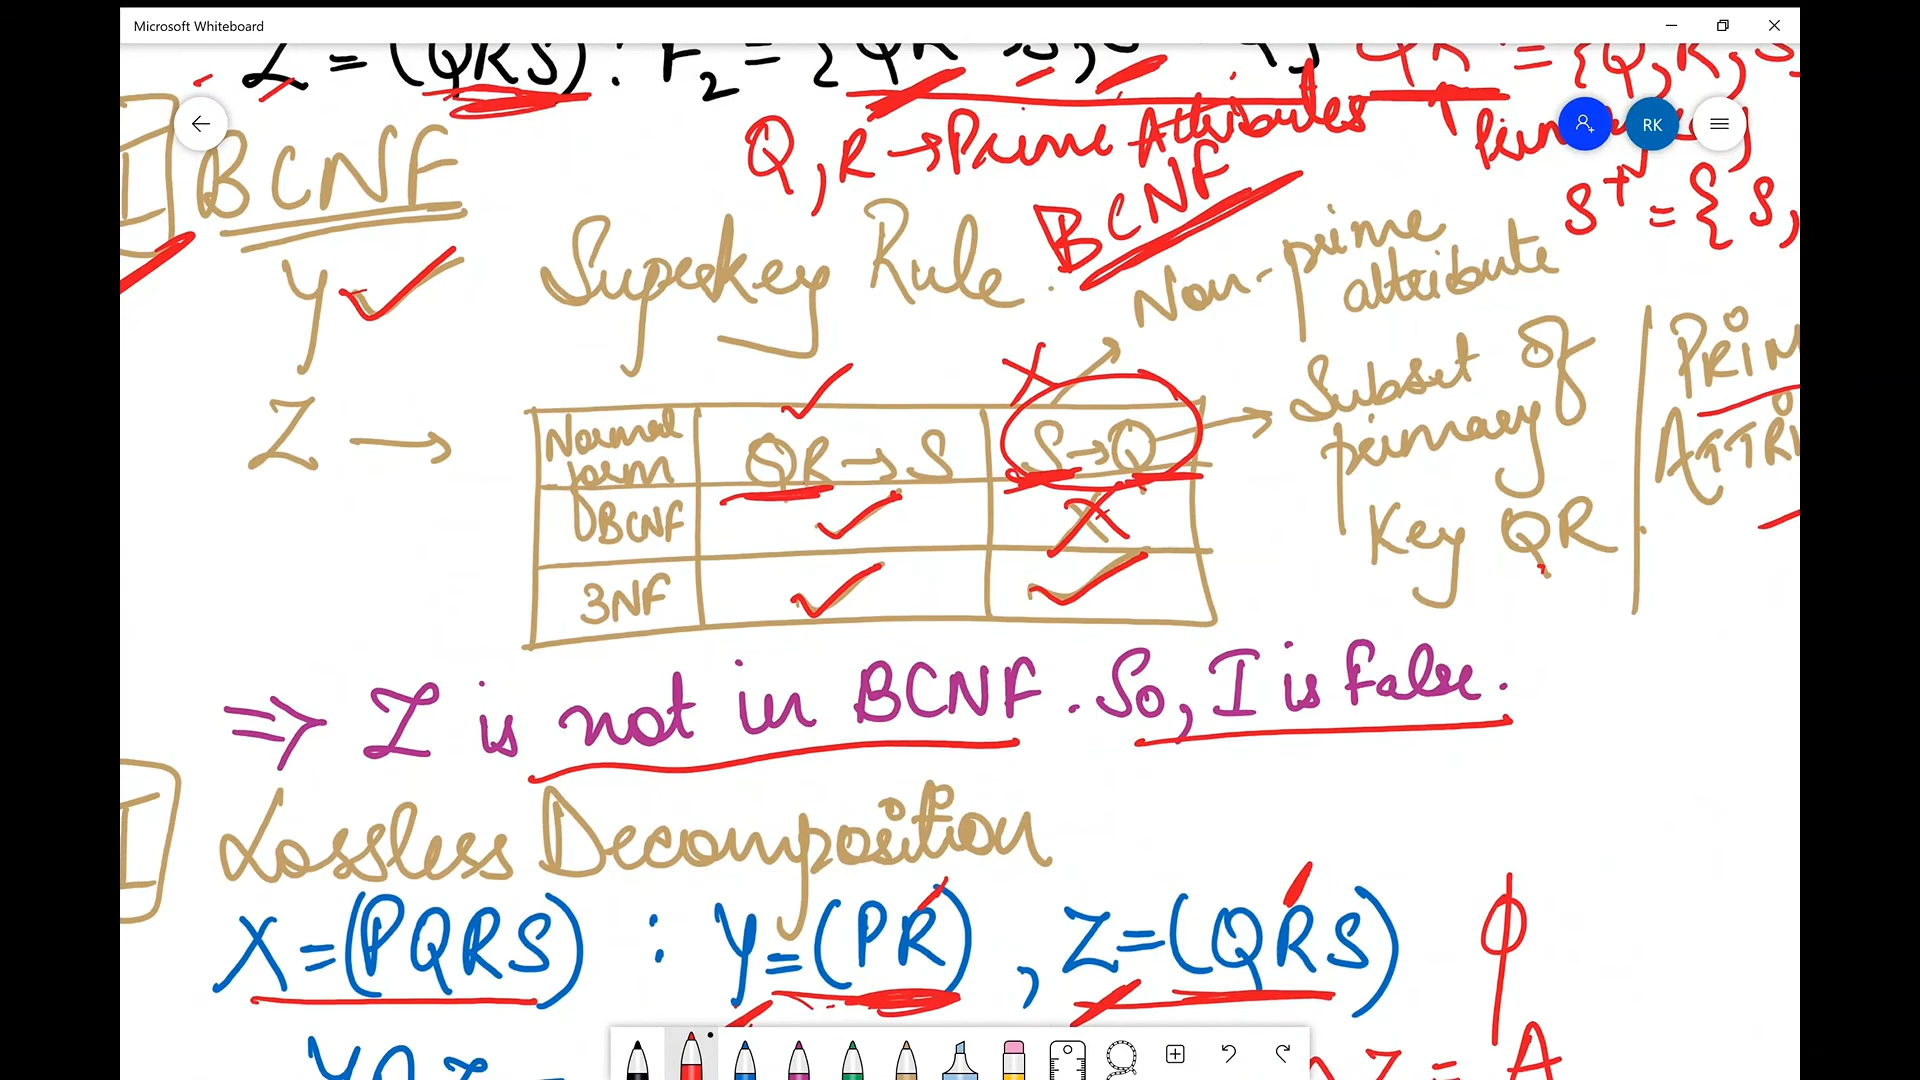 Microsoft Whiteboard
Z = (QRS) : F2 = {QR
QR = {Q, R, S
Q, R → Prime Attributes
RK
I BCNF
BCNF
S+ = { S,
Y Superkey Rule.
Non-prime attribute
Z →
Normal form QR → S S → Q
BCNF ✓ X
3NF ✓ ✓
Subset of primary Key QR
PRIM
ATTRI
⇒ Z is not in BCNF. So, I is False.
I Lossless Decomposition
X = (PQRS) : Y = (PR), Z = (QRS) φ